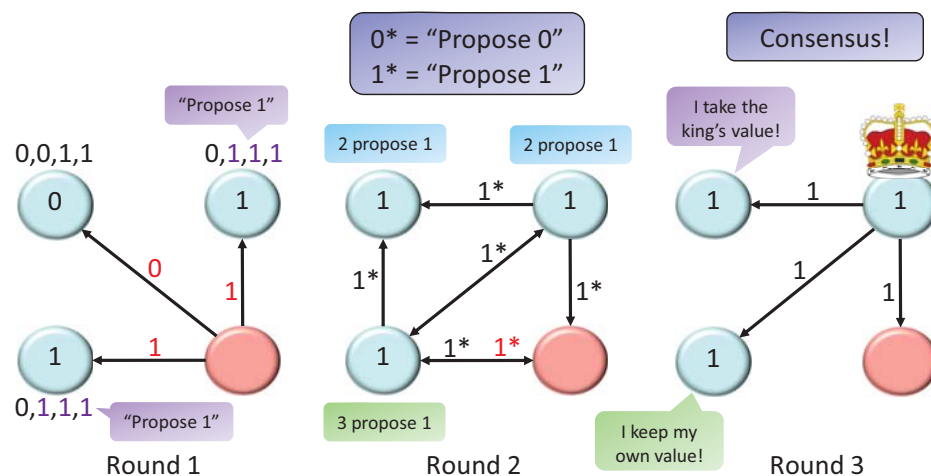 0* = “Propose 0”
1* = “Propose 1”
Consensus!
“Propose 1”
0,0,1,1
0,1,1,1
0
1
0
1
1
1
0,1,1,1
“Propose 1”
Round 1
2 propose 1
2 propose 1
1
1*
1
1*
1*
1*
1
1*
1*
3 propose 1
Round 2
I take the
king’s value!
1
1
1
1
1
1
I keep my
own value!
Round 3